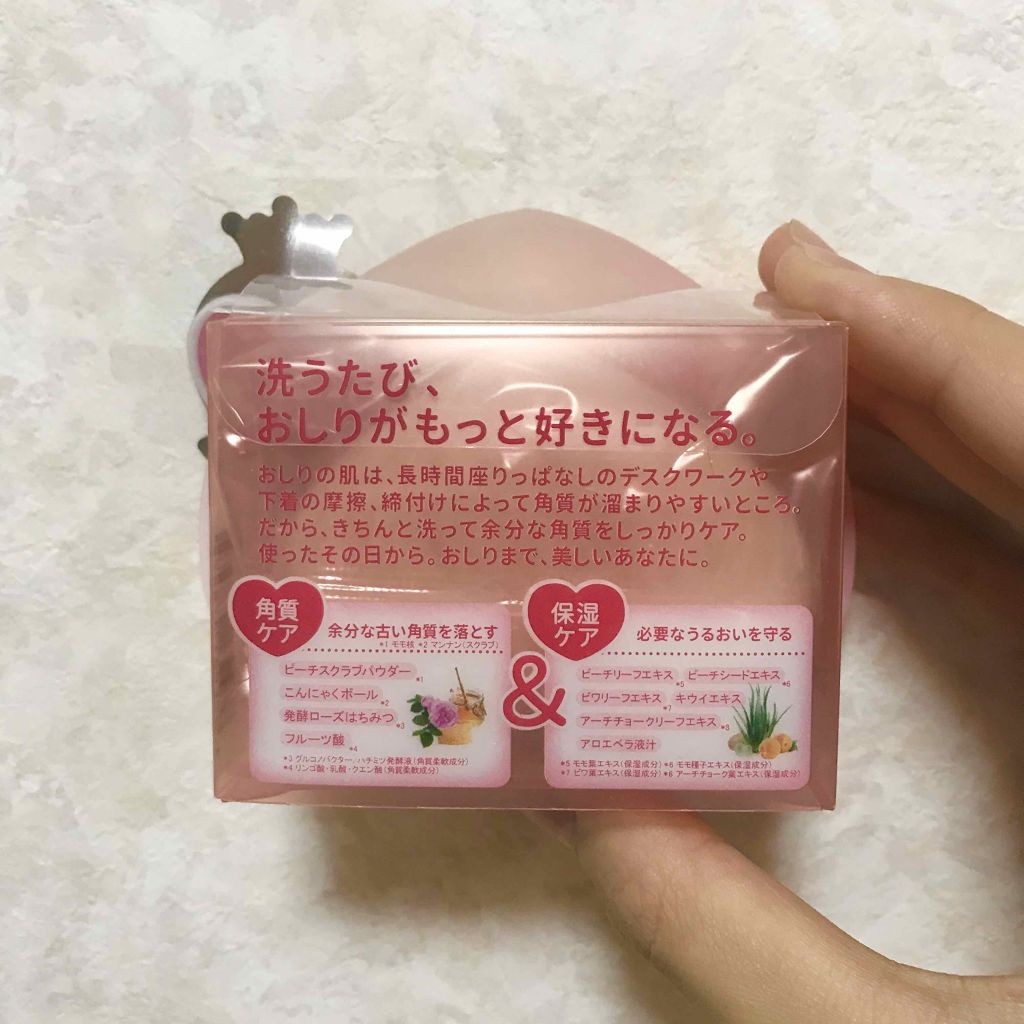 洗うたび、
おしりがもっと好きになる。
おしりの肌は、長時間座りっぱなしのデスクワークや
下着の摩擦、締付けによって角質が溜まりやすいところ。
だから、きちんと洗って余分な角質をしっかりケア。
使ったその日から。おしりまで、美しいあなたに。
角質
ケア
余分な古い角質を落とす
*1 モモ核 *2 マンナン(スクラブ)
ピーチスクラブパウダー*1
こんにゃくボール*2
発酵ローズはちみつ*3
フルーツ酸*4
*3 グルコノバクター/ハチミツ発酵液(角質柔軟成分)
*4 リンゴ酸・乳酸・クエン酸(角質柔軟成分)
&
保湿
ケア
必要なうるおいを守る
ピーチリーフエキス*5 ピーチシードエキス*6
ビワリーフエキス*7 キウイエキス
アーチチョークリーフエキス*8
アロエベラ液汁
*5 モモ葉エキス(保湿成分) *6 モモ種子エキス(保湿成分)
*7 ビワ葉エキス(保湿成分) *8 アーチチョーク葉エキス(保湿成分)